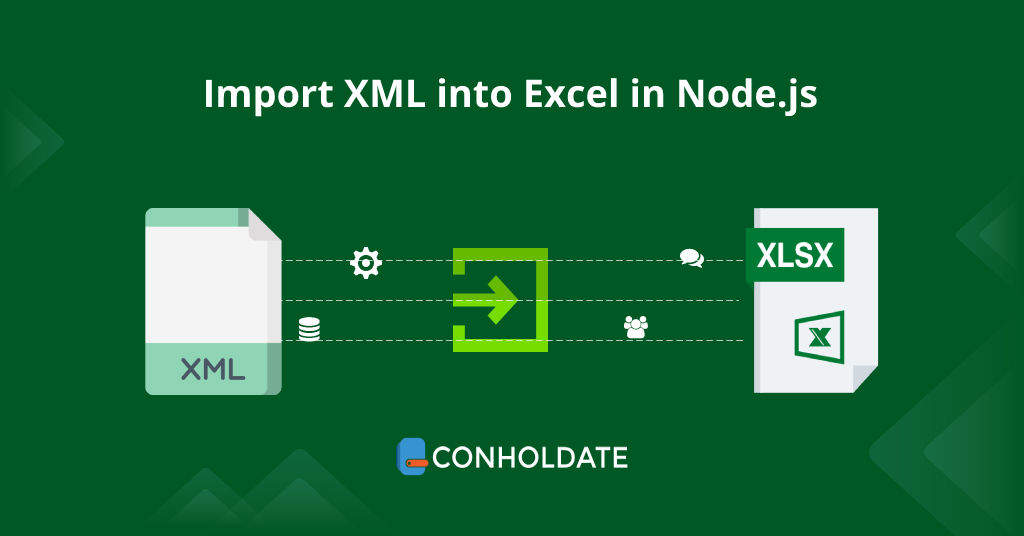 Import XML into Excel in Node.js
XLSX
X
XML
CONHOLDATE